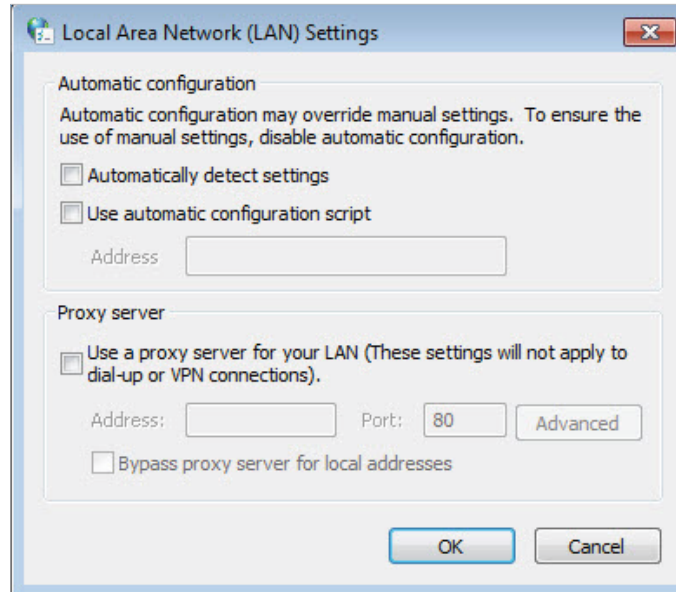 Local Area Network (LAN) Settings
Automatic configuration
Automatic configuration may override manual settings. To ensure the
use of manual settings, disable automatic configuration.
Automatically detect settings
Use automatic configuration script
Address
Proxy server
Use a proxy server for your LAN (These settings will not apply to
dial-up or VPN connections).
Address: Port: 80 Advanced
Bypass proxy server for local addresses
OK Cancel